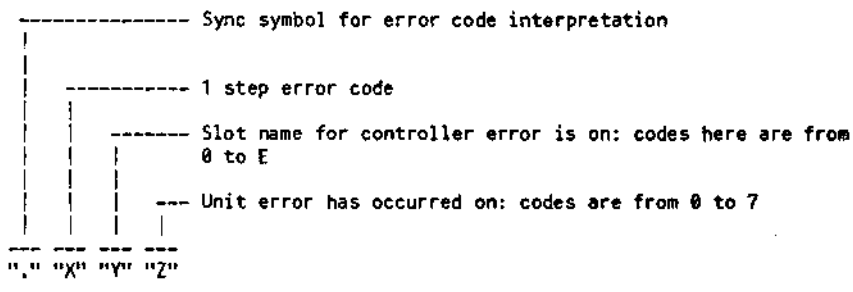 Sync symbol for error code interpretation
1 step error code
Slot name for controller error is on: codes here are from
0 to E
Unit error has occurred on: codes are from 0 to 7
"." "X" "Y" "Z"